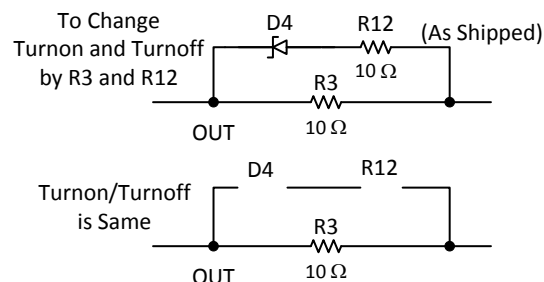 To Change
Turnon and Turnoff
by R3 and R12
D4
R12
(As Shipped)
10 Ω
R3
10 Ω
OUT
Turnon/Turnoff
is Same
D4
R12
R3
10 Ω
OUT